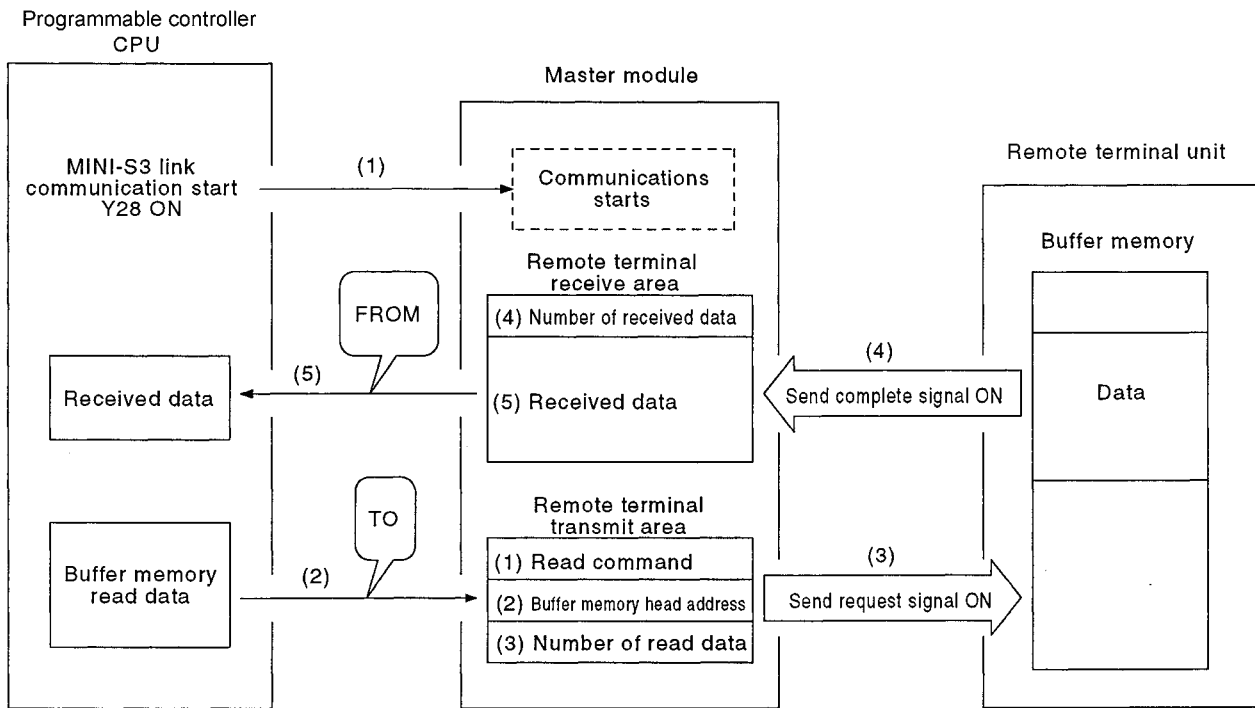 Programmable controller
CPU
Master module
Remote terminal unit
MINI-S3 link
communication start
Y28 ON
(1)
Communications
starts
Buffer memory
Remote terminal
receive area
FROM
(4) Number of received data
(4)
Received data
(5)
(5) Received data
Send complete signal ON
Data
Remote terminal
transmit area
TO
Buffer memory
read data
(2)
(1) Read command
(2) Buffer memory head address
(3) Number of read data
(3)
Send request signal ON